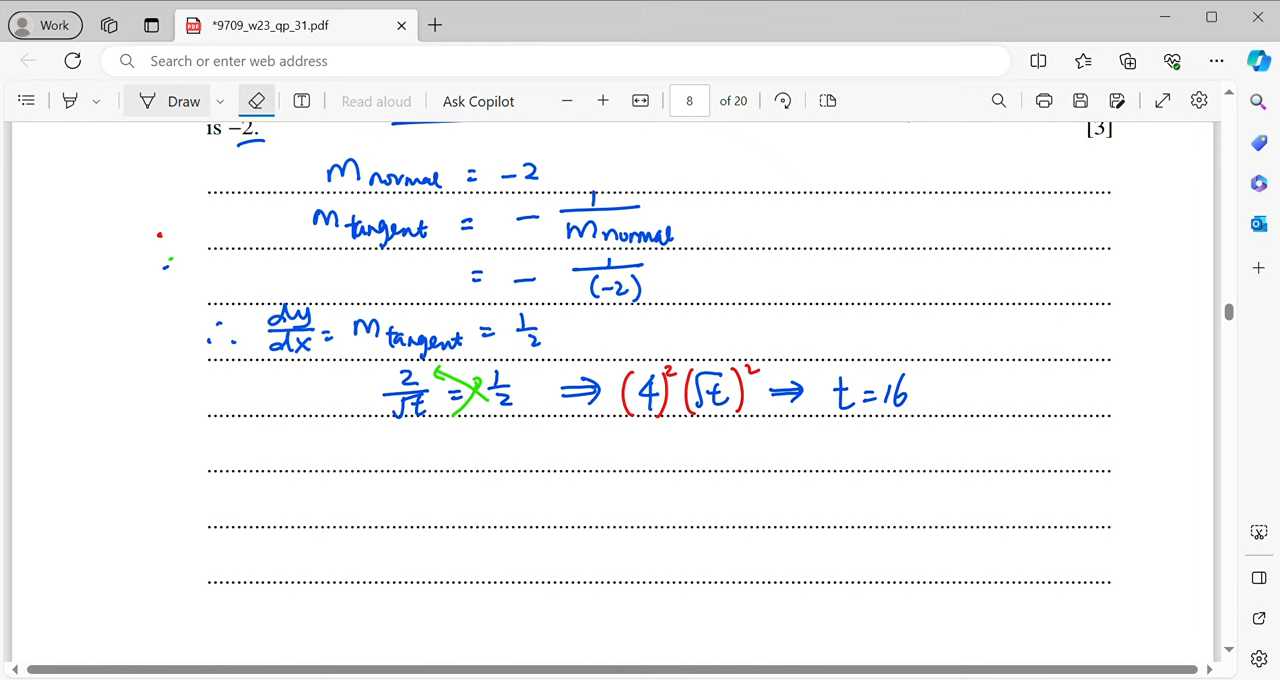 Work
*9709_w23_qp_31.pdf
Search or enter web address
Draw
Read aloud
Ask Copilot
8
of 20
is −2.
[3]
m normal = -2
m tangent = - 1/m normal
= - 1/(-2)
∴ dy/dx = m tangent = 1/2
2/√t = 1/2 ⇒ (4)² (√t)² ⇒ t = 16